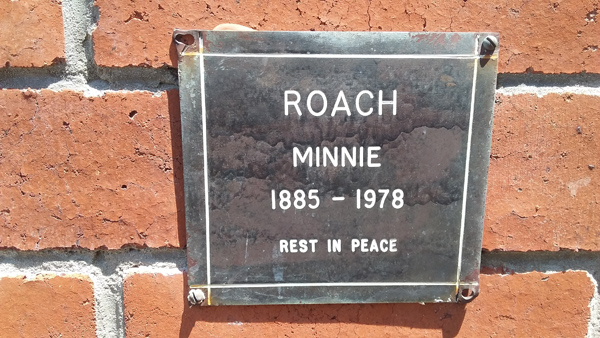 ROACH
MINNIE
1885 - 1978
REST IN PEACE